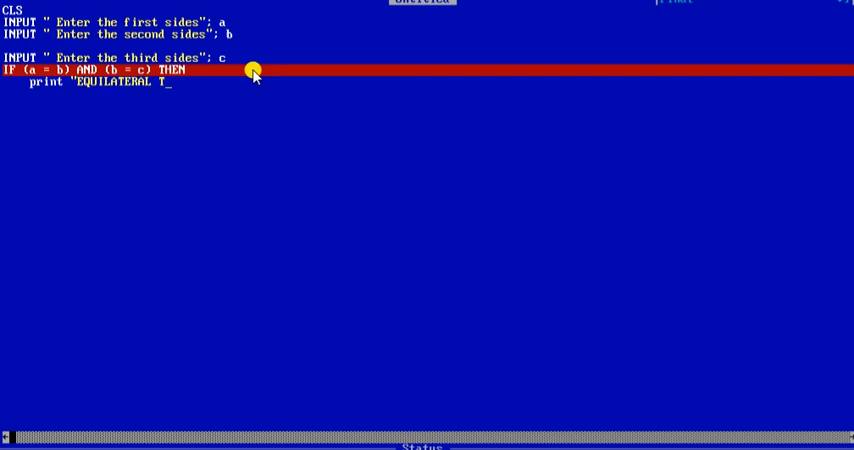 Untitled
CLS
INPUT " Enter the first sides"; a
INPUT " Enter the second sides"; b
INPUT " Enter the third sides"; c
IF (a = b) AND (b = c) THEN
print "EQUILATERAL T_
Status